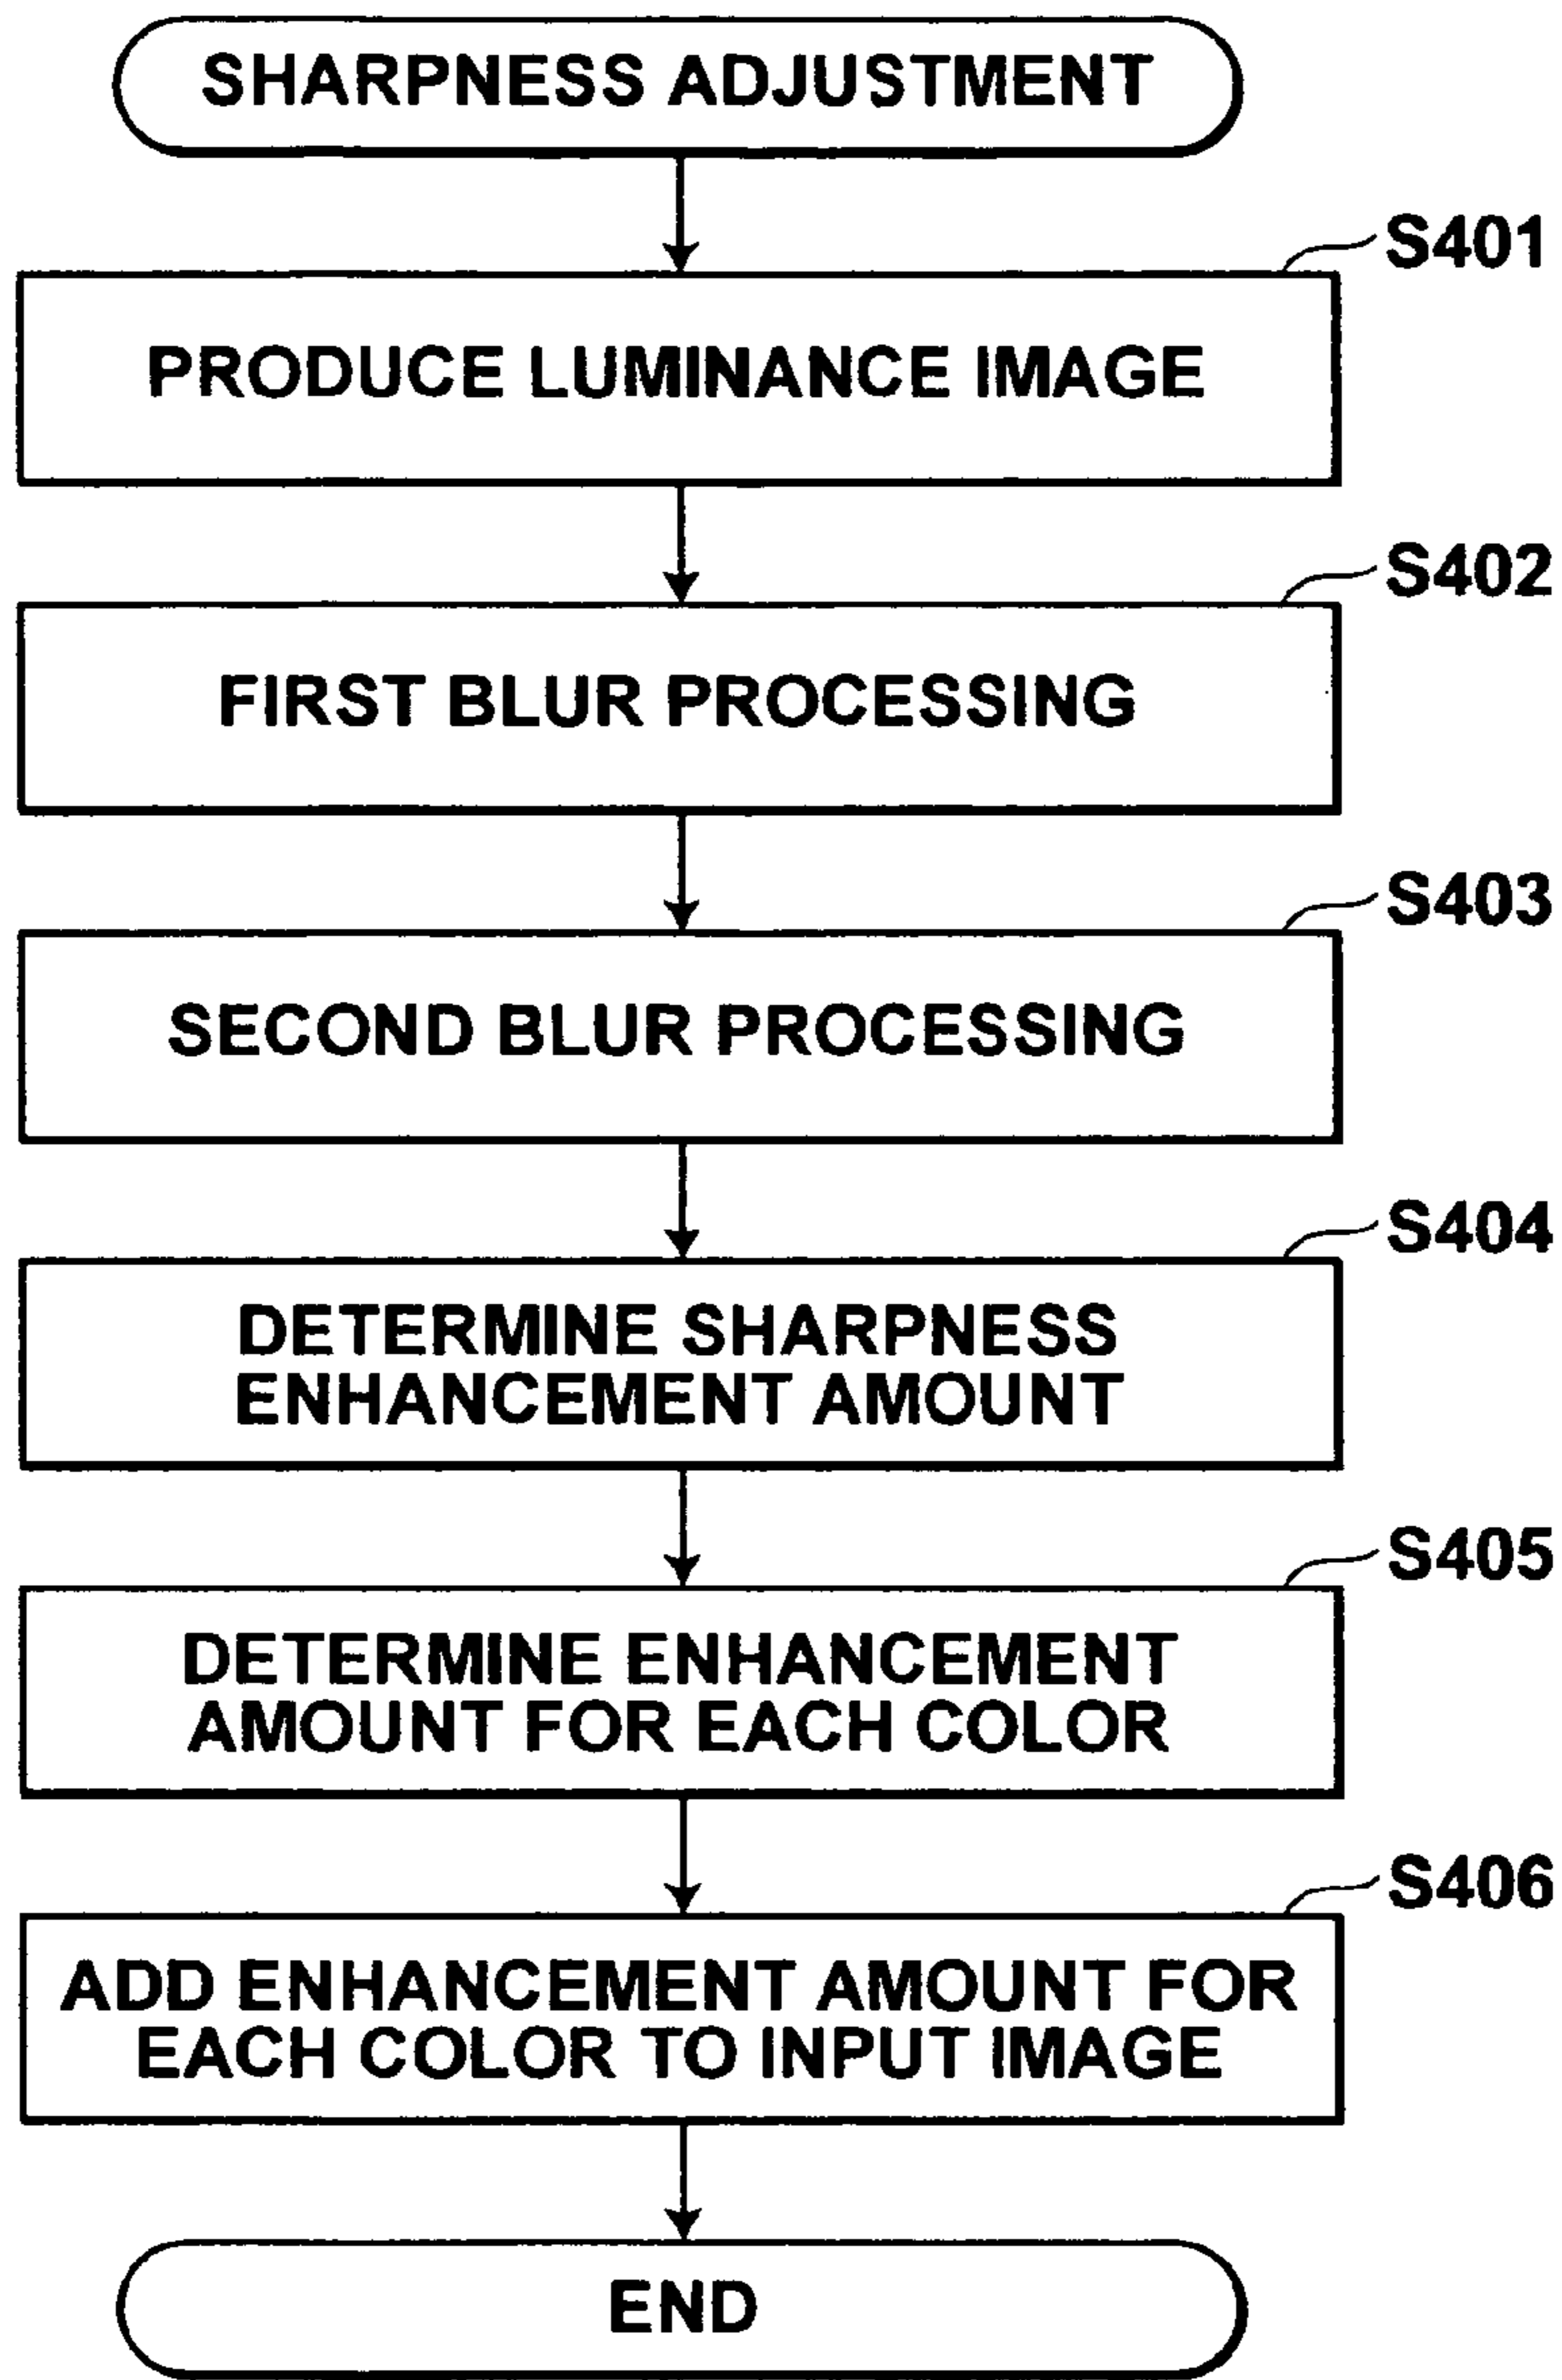 SHARPNESS ADJUSTMENT
S401
PRODUCE LUMINANCE IMAGE
S402
FIRST BLUR PROCESSING
S403
SECOND BLUR PROCESSING
S404
DETERMINE SHARPNESS
ENHANCEMENT AMOUNT
S405
DETERMINE ENHANCEMENT
AMOUNT FOR EACH COLOR
S406
ADD ENHANCEMENT AMOUNT FOR
EACH COLOR TO INPUT IMAGE
END